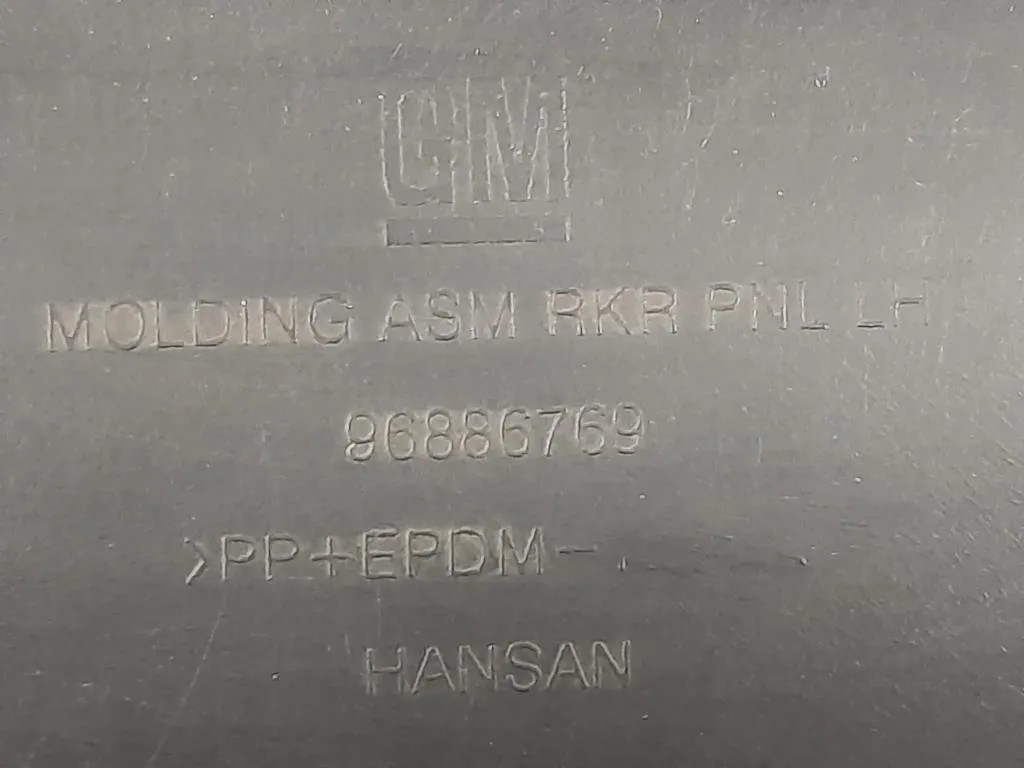 GM
MOLDING ASM RKR PNL LH
96886769
>PP+EPDM-
HANSAN